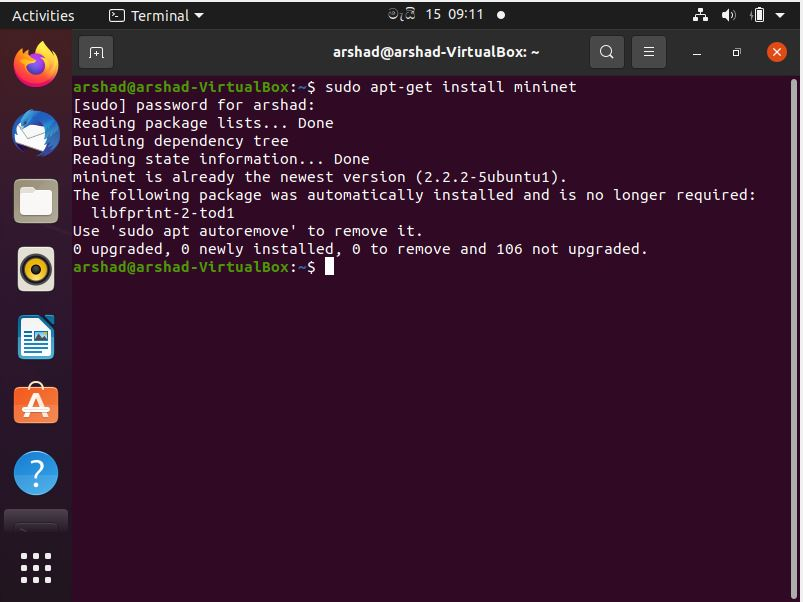 Activities Terminal මැයි 15 09:11
arshad@arshad-VirtualBox: ~
arshad@arshad-VirtualBox:~$ sudo apt-get install mininet
[sudo] password for arshad:
Reading package lists... Done
Building dependency tree
Reading state information... Done
mininet is already the newest version (2.2.2-5ubuntu1).
The following package was automatically installed and is no longer required:
  libfprint-2-tod1
Use 'sudo apt autoremove' to remove it.
0 upgraded, 0 newly installed, 0 to remove and 106 not upgraded.
arshad@arshad-VirtualBox:~$